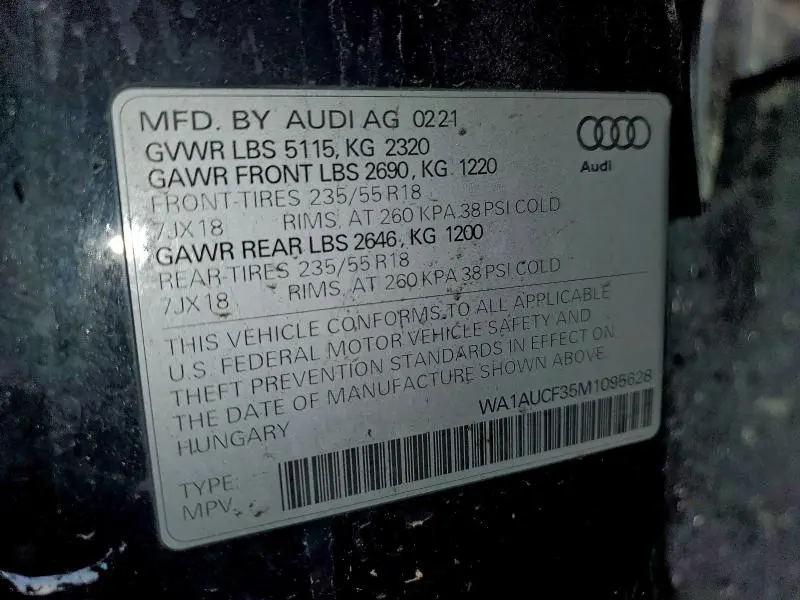 MFD. BY AUDI AG 0221
Audi
GVWR LBS 5115, KG 2320
GAWR FRONT LBS 2690, KG 1220
FRONT-TIRES 235/55 R18
7JX18 RIMS, AT 260 KPA 38 PSI COLD
GAWR REAR LBS 2646, KG 1200
REAR-TIRES 235/55 R18
7JX18 RIMS, AT 260 KPA 38 PSI COLD
THIS VEHICLE CONFORMS TO ALL APPLICABLE
U.S. FEDERAL MOTOR VEHICLE SAFETY AND
THEFT PREVENTION STANDARDS IN EFFECT ON
THE DATE OF MANUFACTURE SHOWN ABOVE
HUNGARY
WA1AUCF35M1095628
TYPE:
MPV